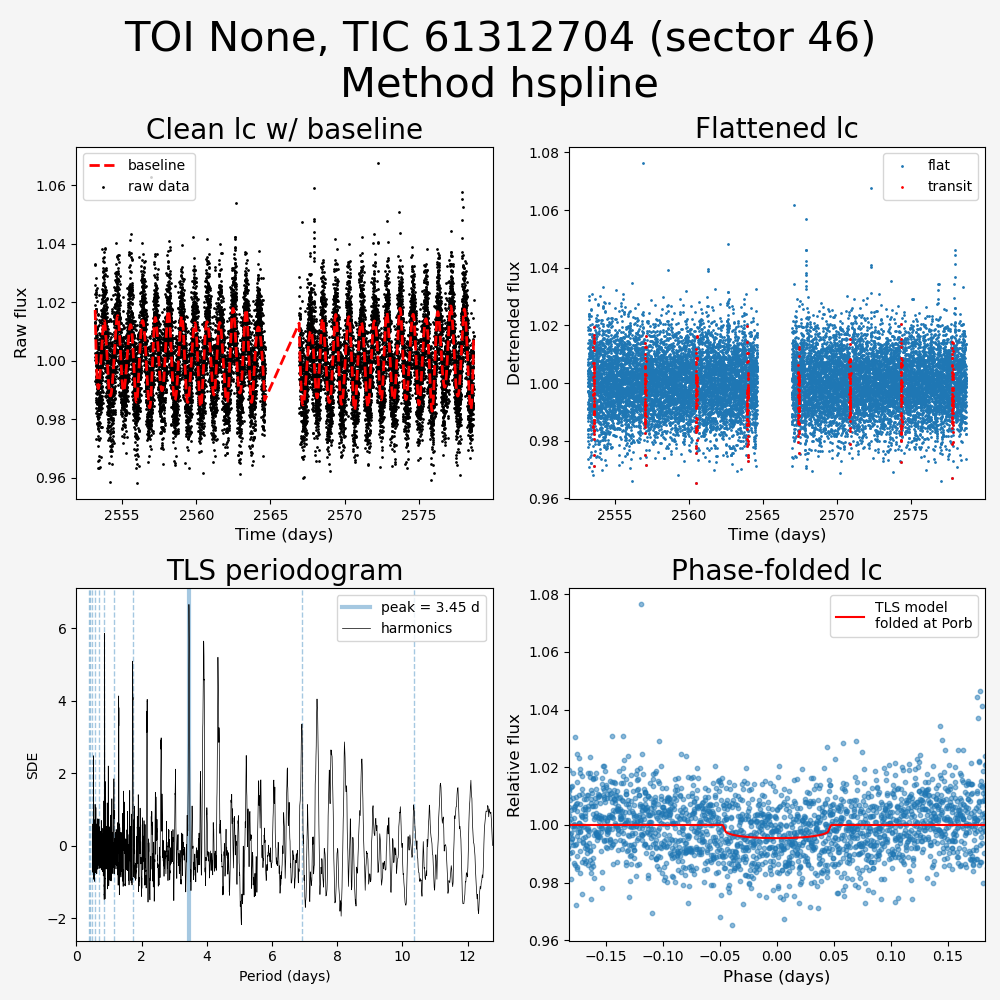 TOI None, TIC 61312704 (sector 46)
Method hspline
Clean lc w/ baseline
baseline
raw data
Raw flux
1.06
1.04
1.02
1.00
0.98
0.96
2555
2560
2565
2570
2575
Time (days)
Flattened lc
flat
transit
Detrended flux
1.08
1.06
1.04
1.02
1.00
0.98
0.96
2555
2560
2565
2570
2575
Time (days)
TLS periodogram
peak = 3.45 d
harmonics
SDE
6
4
2
0
−2
0
2
4
6
8
10
12
Period (days)
Phase-folded lc
TLS model
folded at Porb
Relative flux
1.08
1.06
1.04
1.02
1.00
0.98
0.96
−0.15
−0.10
−0.05
0.00
0.05
0.10
0.15
Phase (days)